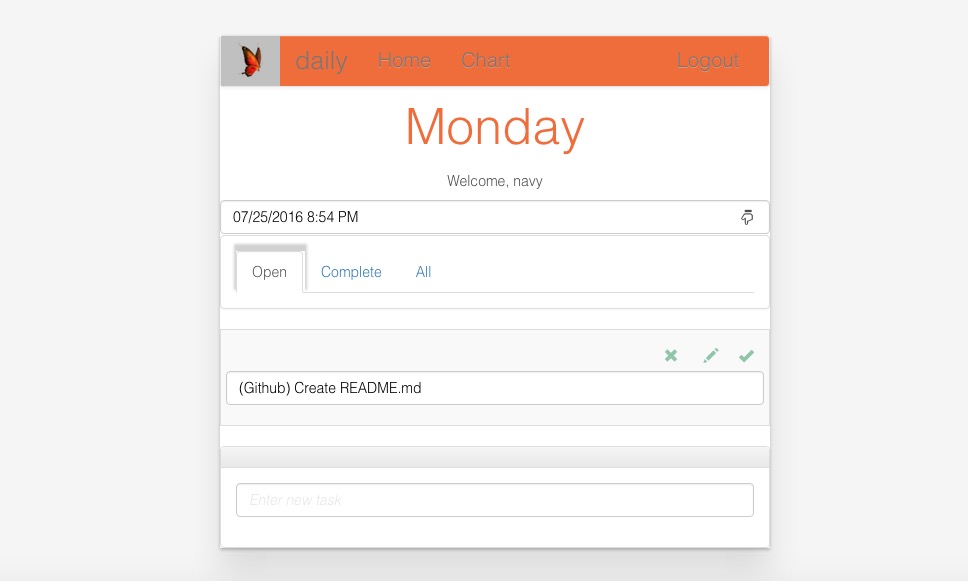 daily Home Chart Logout
Monday
Welcome, navy
07/25/2016 8:54 PM
Open Complete All
(Github) Create README.md
Enter new task